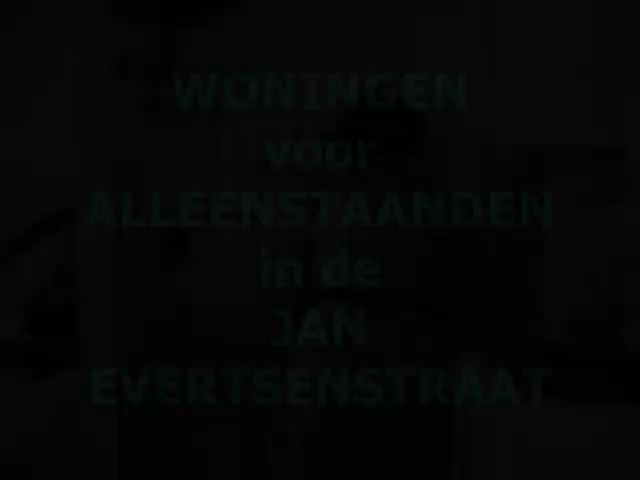 WONINGEN
voor
ALLEENSTAANDEN
in de
JAN
EVERTSENSTRAAT